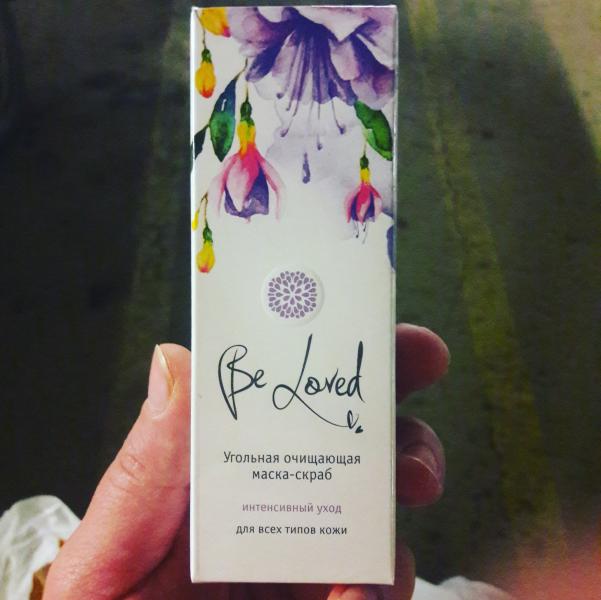 Be Loved
Угольная очищающая
маска-скраб
интенсивный уход
для всех типов кожи